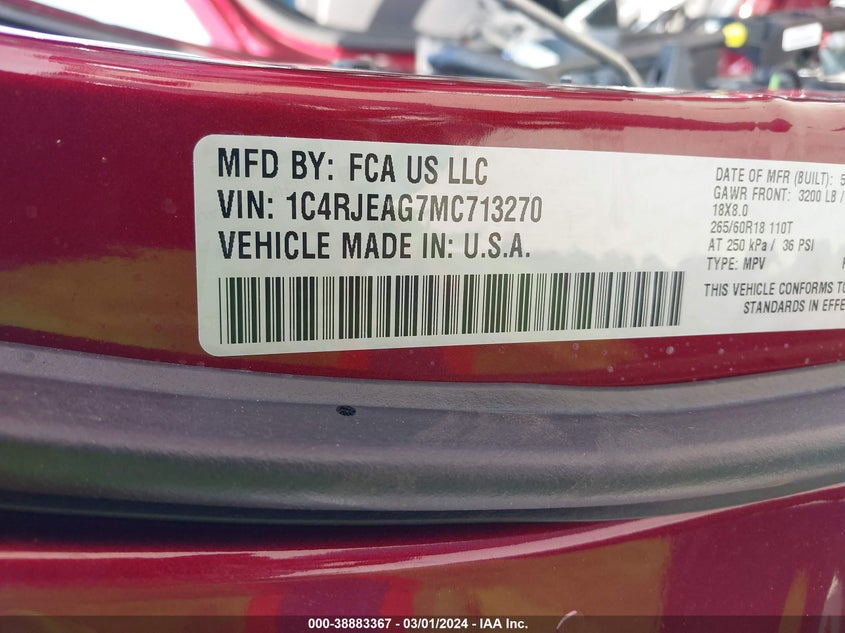 MFD BY: FCA US LLC
VIN: 1C4RJEAG7MC713270
VEHICLE MADE IN: U.S.A.
DATE OF MFR (BUILT): 5
GAWR FRONT: 3200 LB /
18X8.0
265/60R18 110T
AT 250 kPa / 36 PSI
TYPE: MPV
THIS VEHICLE CONFORMS TO
STANDARDS IN EFFE
000-38883367 - 03/01/2024 - IAA Inc.